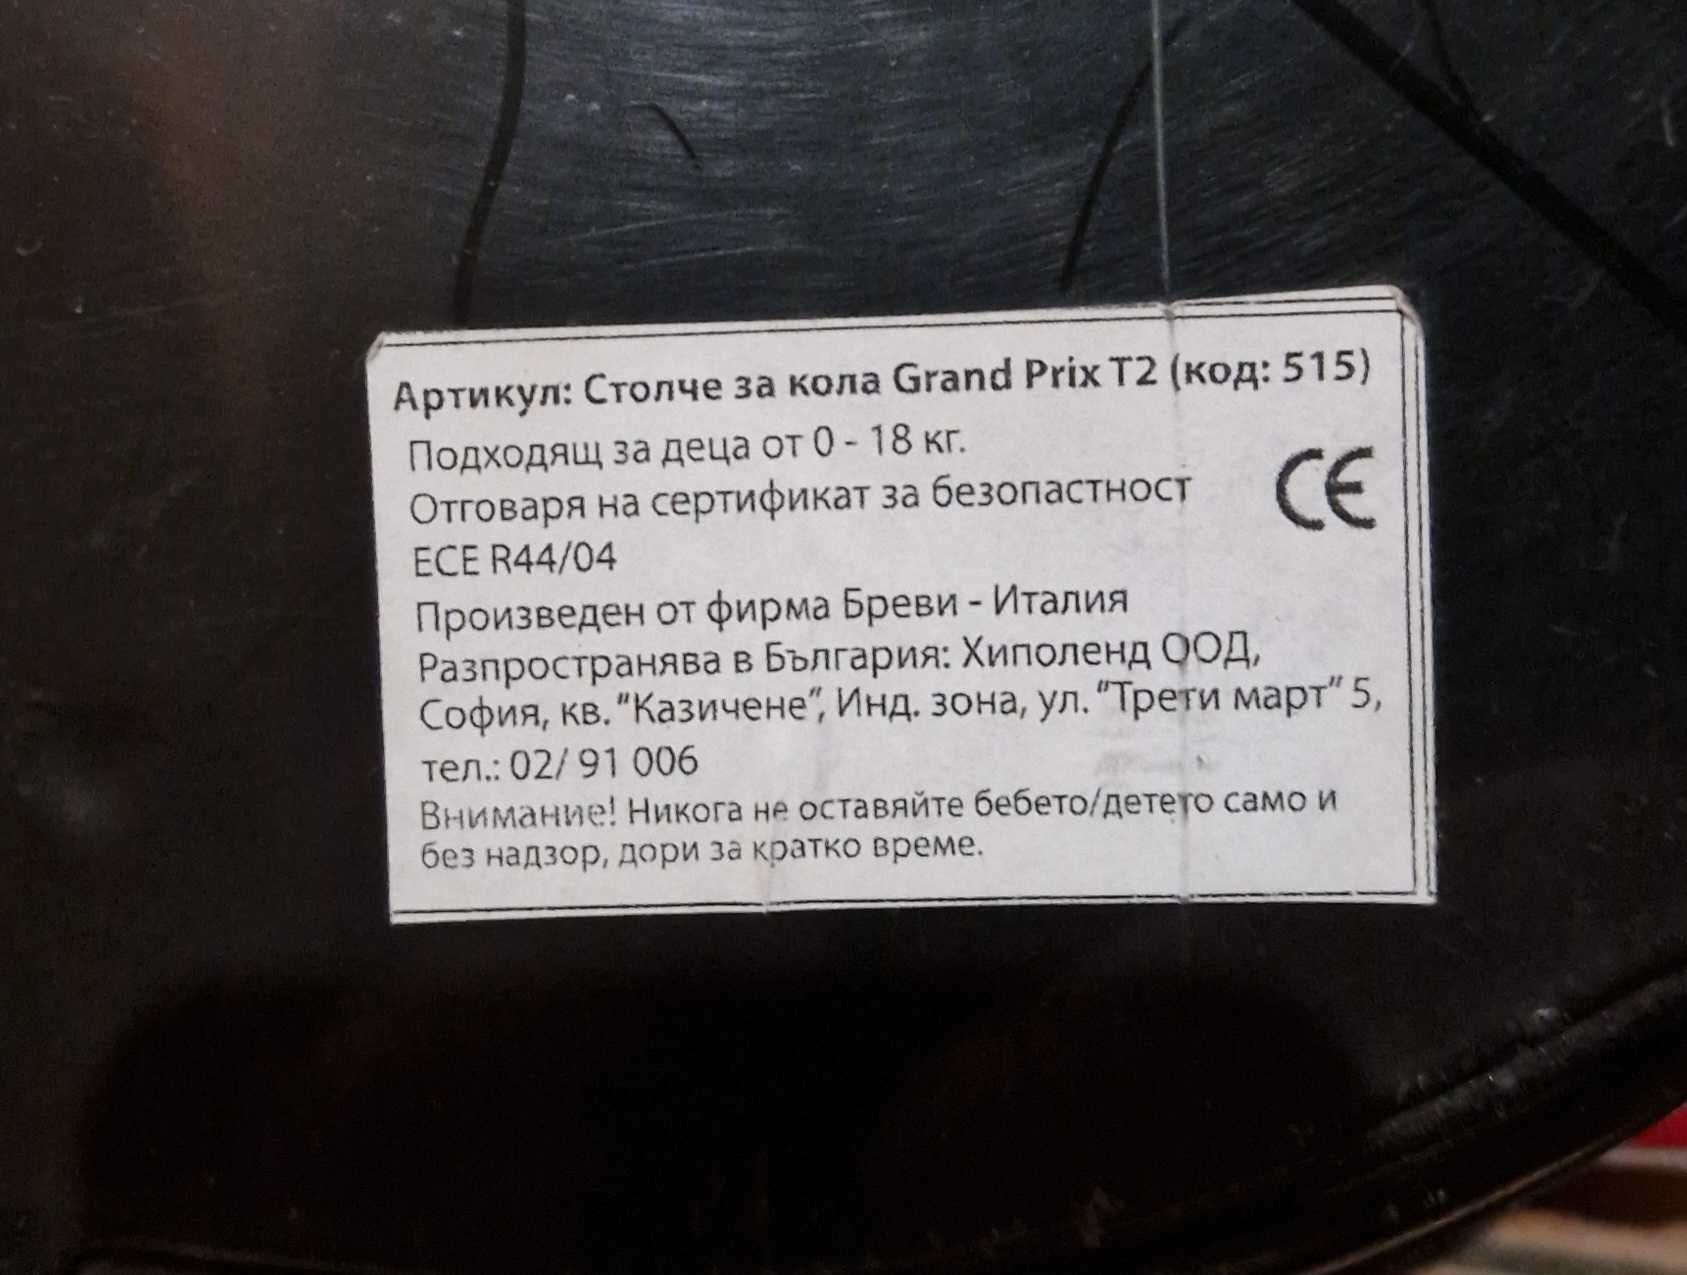 Артикул: Столче за кола Grand Prix T2 (код: 515)
Подходящ за деца от 0 - 18 кг.
Отговаря на сертификат за безопастност
CE
ECE R44/04
Произведен от фирма Бреви - Италия
Разпространява в България: Хиполенд ООД,
София, кв. "Казичене", Инд. зона, ул. "Трети март" 5,
тел.: 02/ 91 006
Внимание! Никога не оставяйте бебето/детето само и
без надзор, дори за кратко време.